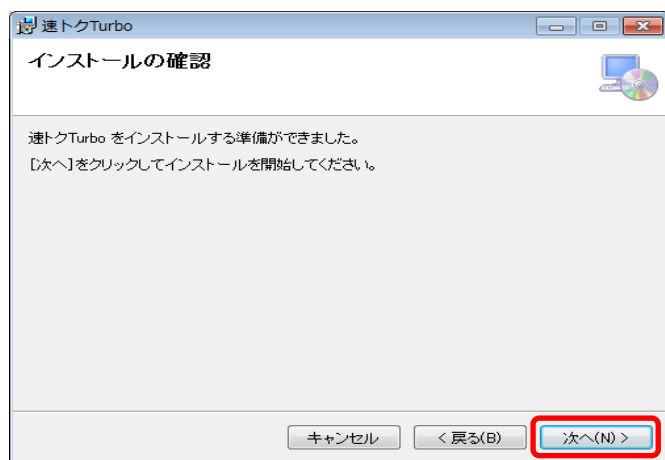 速トクTurbo
インストールの確認
速トクTurbo をインストールする準備ができました。
[次へ]をクリックしてインストールを開始してください。
キャンセル
< 戻る(B)
次へ(N) >